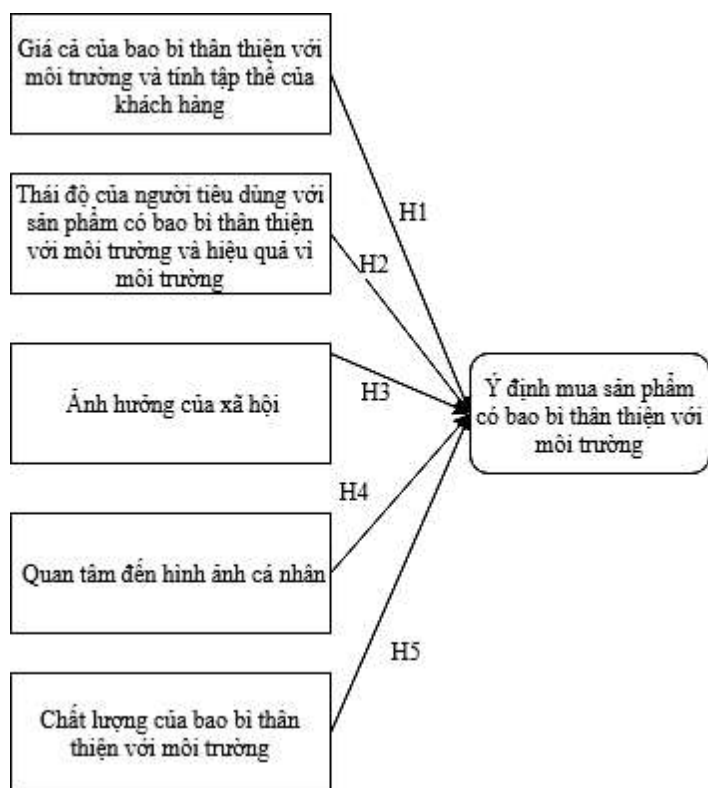 Giá cả của bao bì thân thiện với
môi trường và tính tập thể của
khách hàng
Thái độ của người tiêu dùng với
sản phẩm có bao bì thân thiện
với môi trường và hiệu quả vì
môi trường
Ảnh hưởng của xã hội
Quan tâm đến hình ảnh cá nhân
Chất lượng của bao bì thân
thiện với môi trường
H1
H2
H3
H4
H5
Ý định mua sản phẩm
có bao bì thân thiện với
môi trường